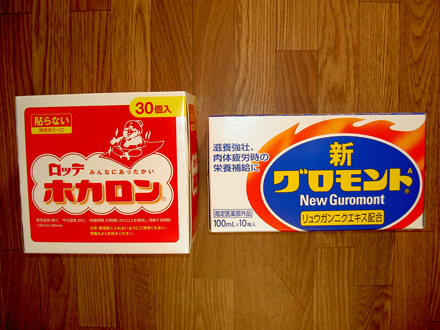 30個入
貼らない
ロッテ
みんなにあったかい
ホカロン
滋養強壮、
肉体疲労時の
栄養補給に
新
グロモントA
New Guromont
指定医薬部外品
100mL×10瓶入
リュウガンニクエキス配合